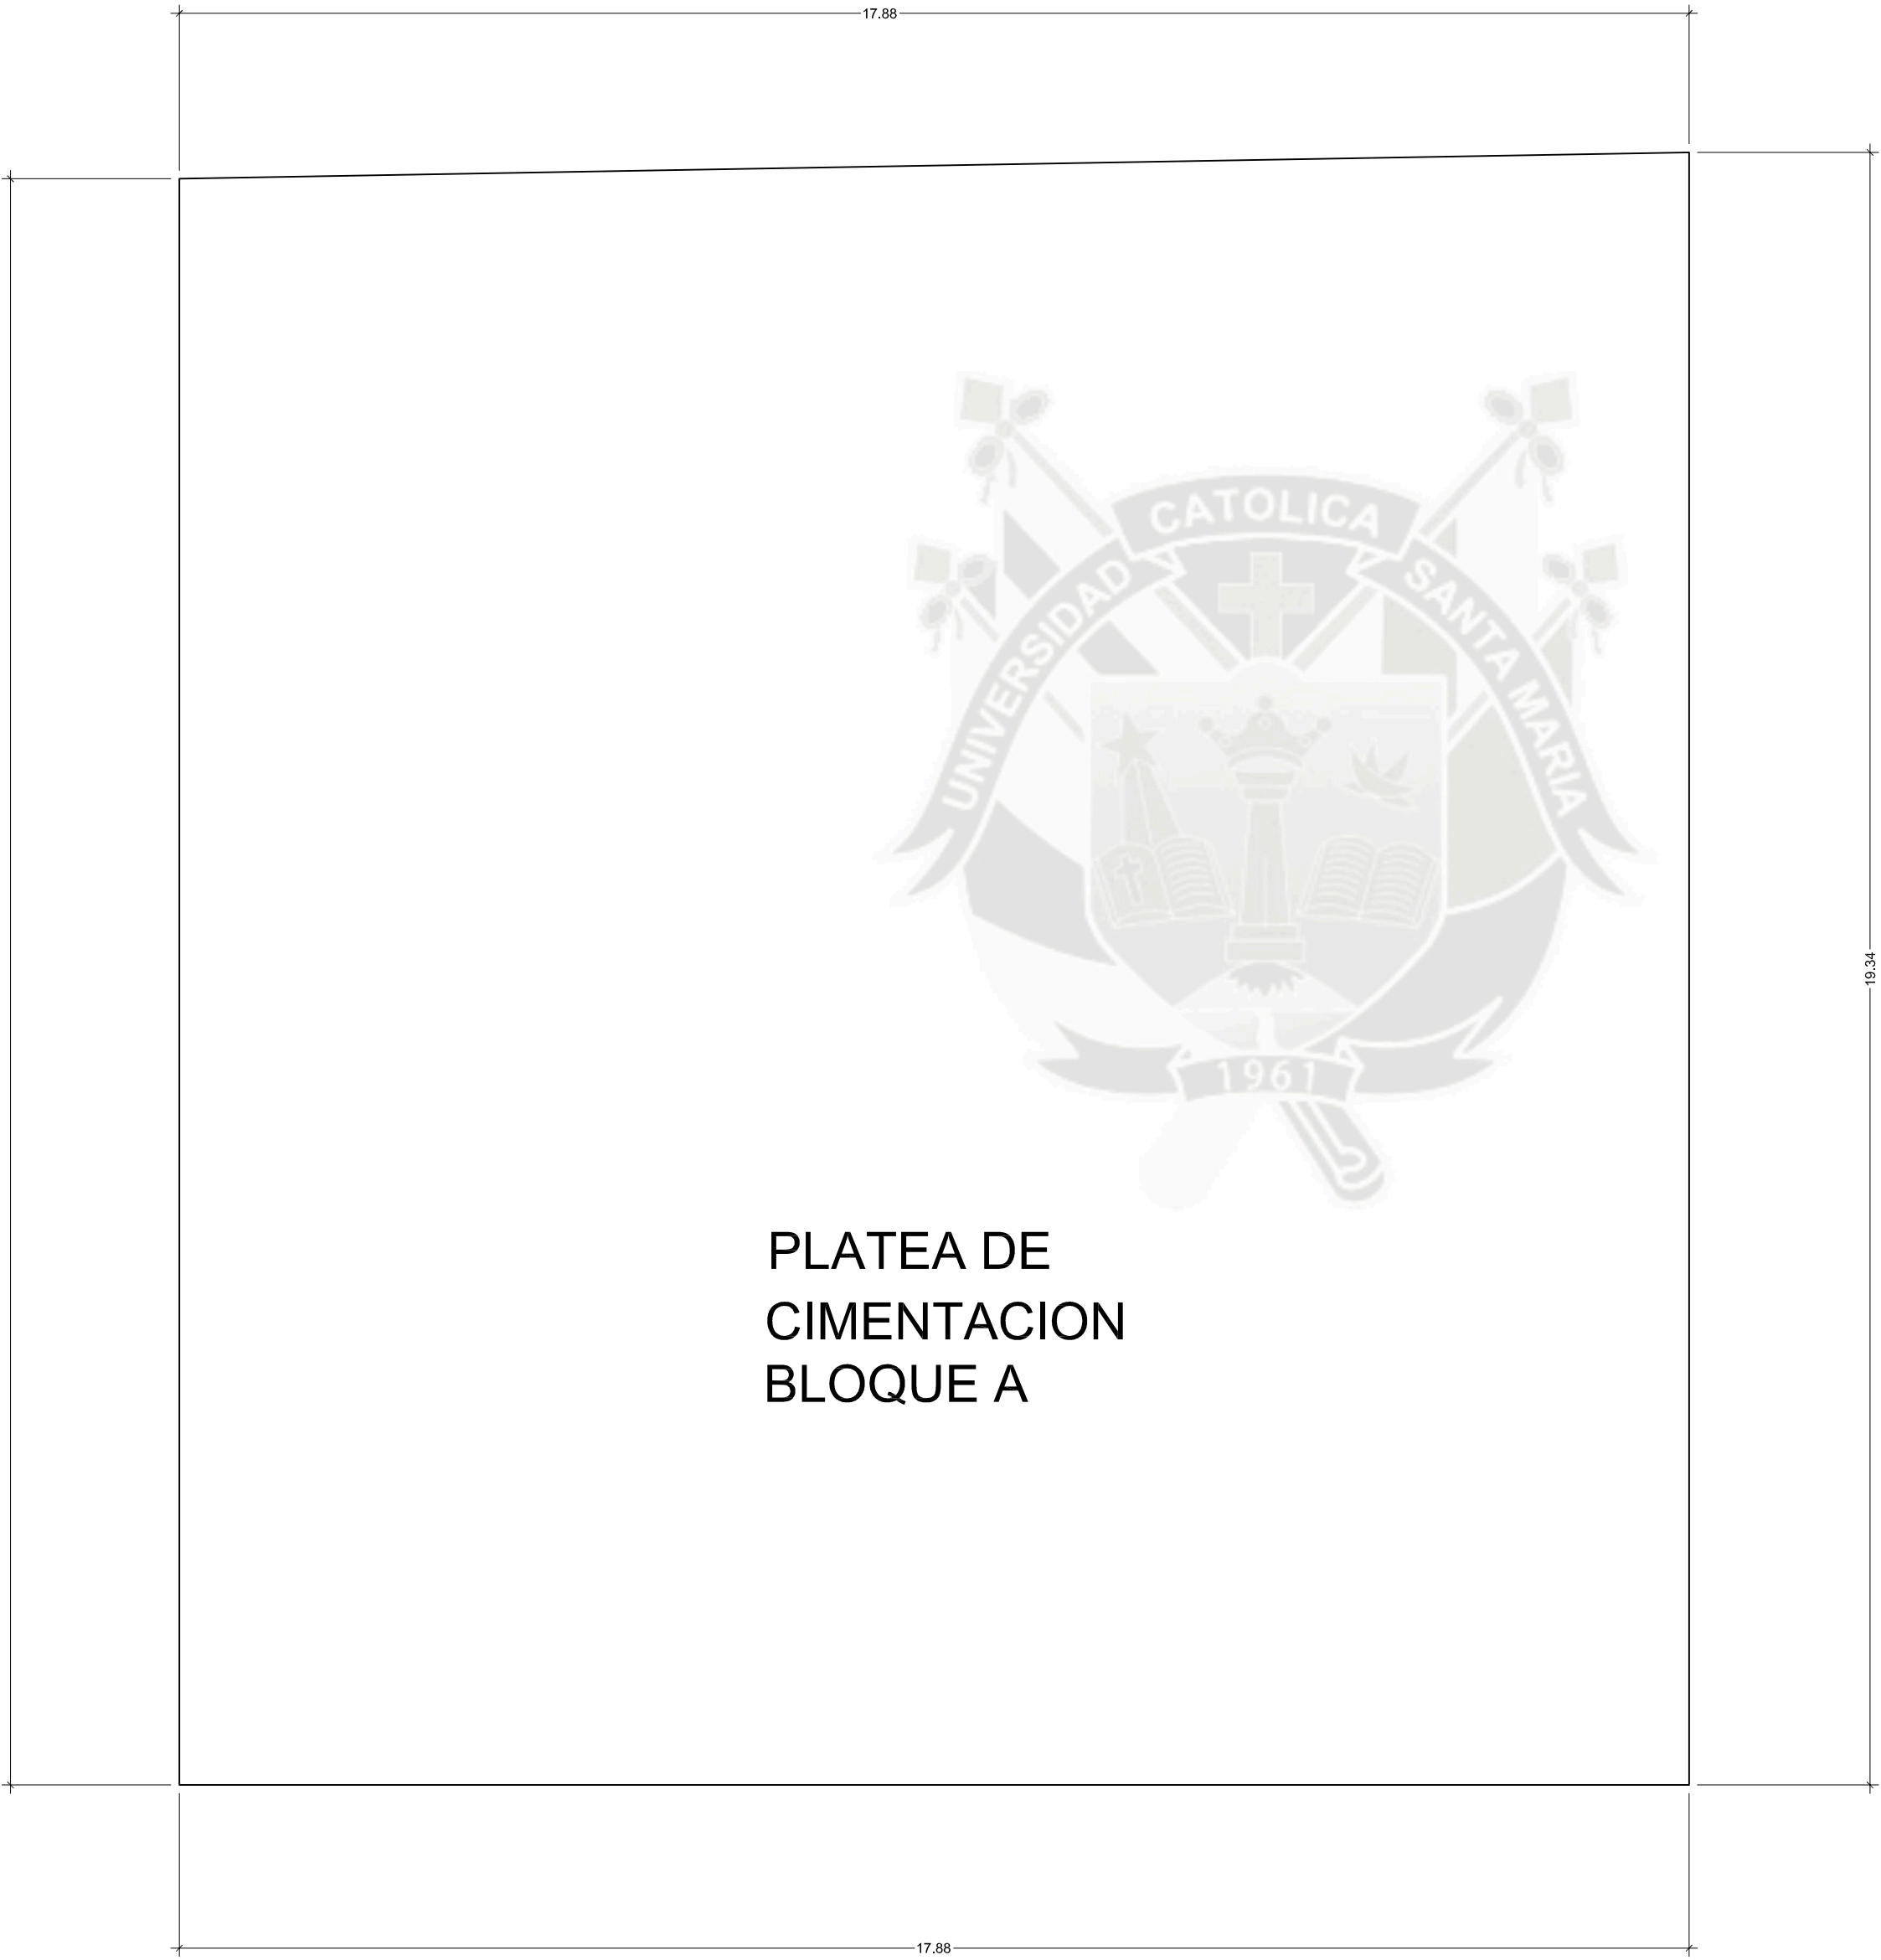 17.88
CATOLICA
UNIVERSIDAD
SANTA MARIA
19.34
1961
PLATEA DE
CIMENTACION
BLOQUE A
17.88